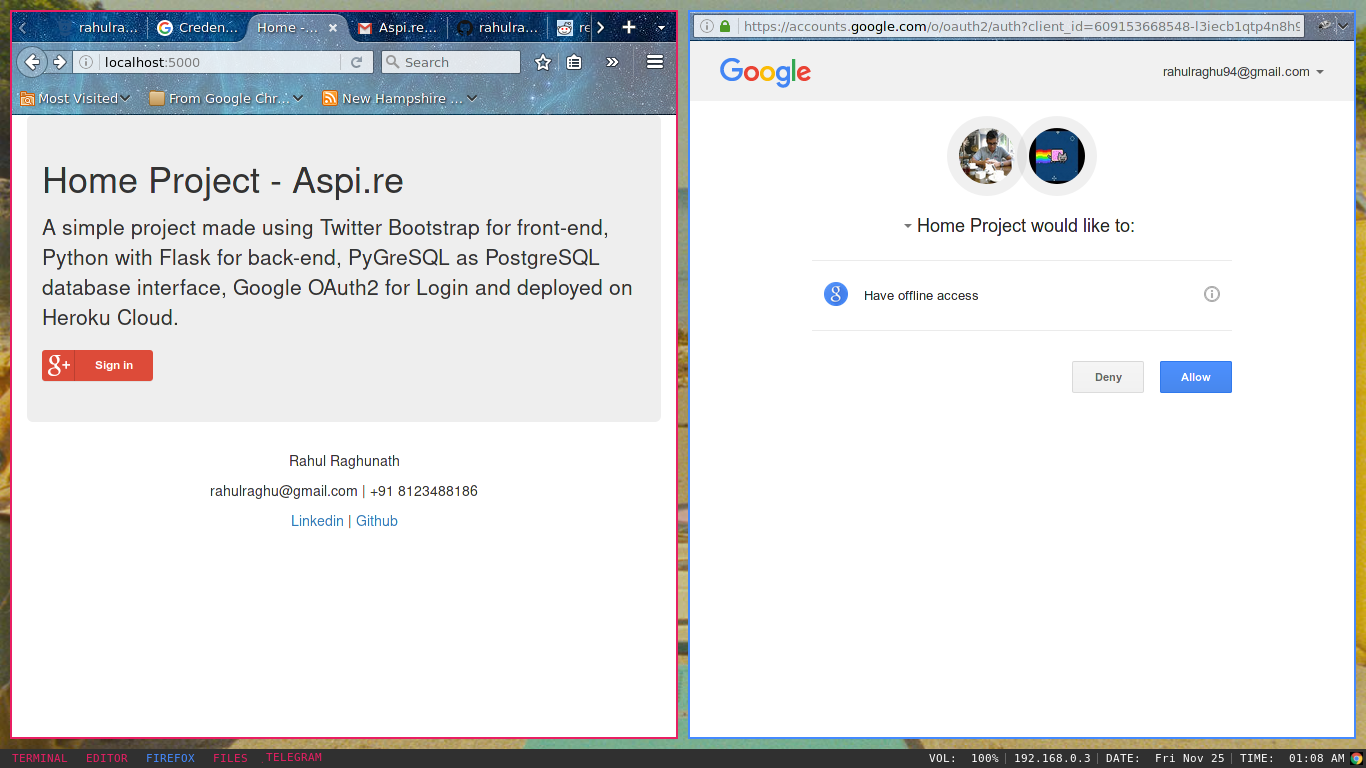 rahulra...
Creden...
Home -...
Aspi.re...
rahulra...
re
localhost:5000
Search
Most Visited
From Google Chr...
New Hampshire ...
Home Project - Aspi.re
A simple project made using Twitter Bootstrap for front-end,
Python with Flask for back-end, PyGreSQL as PostgreSQL
database interface, Google OAuth2 for Login and deployed on
Heroku Cloud.
g+ Sign in
Rahul Raghunath
rahulraghu@gmail.com | +91 8123488186
Linkedin | Github
https://accounts.google.com/o/oauth2/auth?client_id=609153668548-l3iecb1qtp4n8h9
Google
rahulraghu94@gmail.com
Home Project would like to:
g Have offline access
Deny
Allow
TERMINAL EDITOR FIREFOX FILES TELEGRAM
VOL: 100% | 192.168.0.3 | DATE: Fri Nov 25 | TIME: 01:08 AM